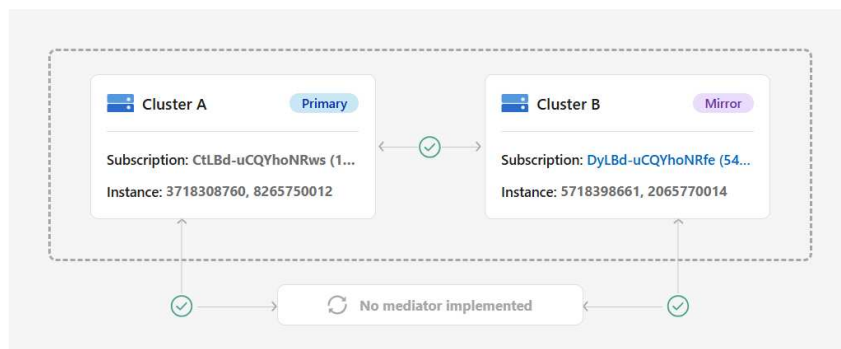 Cluster A
Primary
Subscription: CtLBd-uCQYhoNRws (1...
Instance: 3718308760, 8265750012
Cluster B
Mirror
Subscription: DyLBd-uCQYhoNRfe (54...
Instance: 5718398661, 2065770014
No mediator implemented